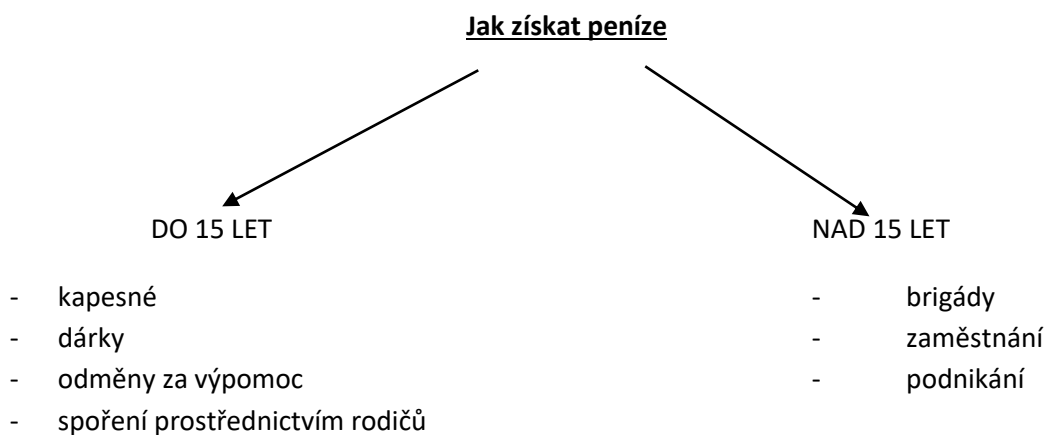 Jak získat peníze
DO 15 LET
- kapesné
- dárky
- odměny za výpomoc
- spoření prostřednictvím rodičů
NAD 15 LET
- brigády
- zaměstnání
- podnikání